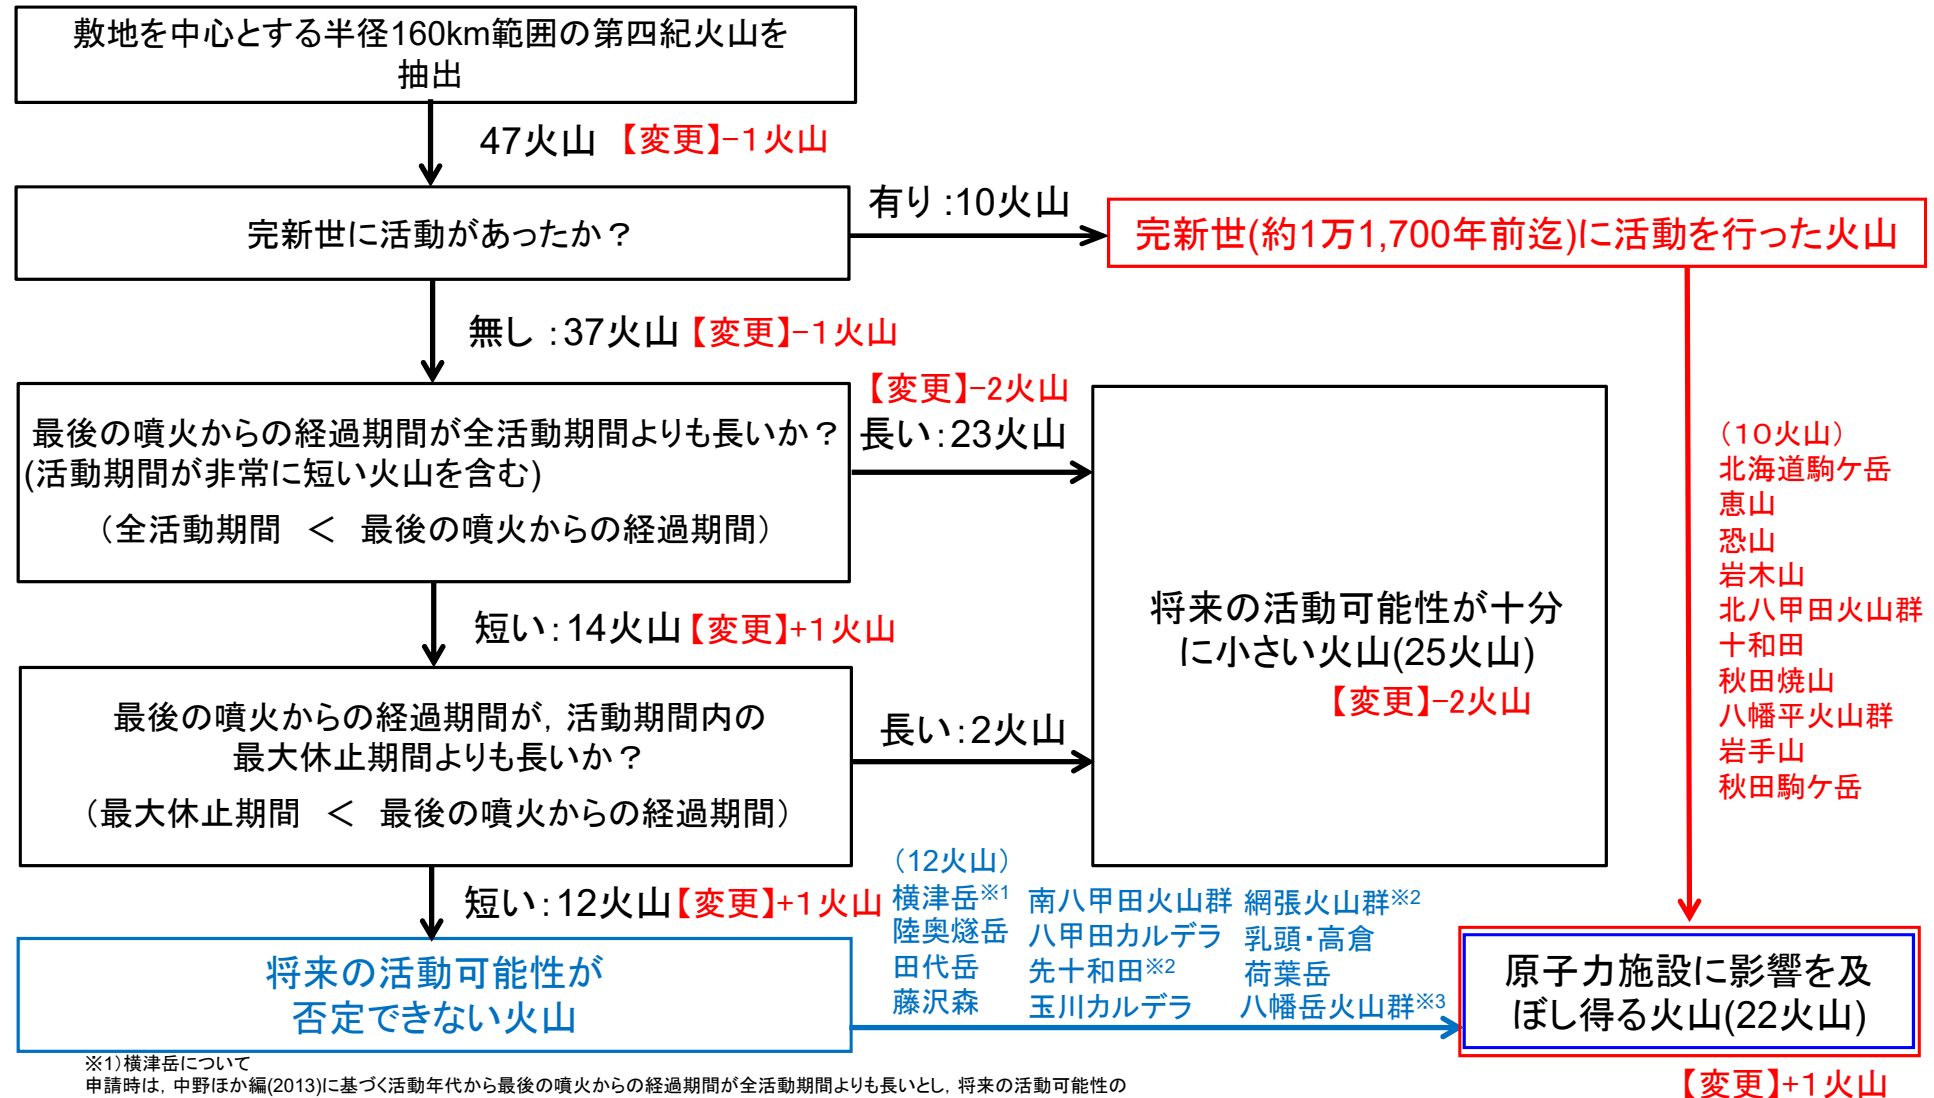 敷地を中心とする半径160km範囲の第四紀火山を
抽出
47火山 【変更】−1火山
完新世に活動があったか？
有り:10火山
完新世(約1万1,700年前迄)に活動を行った火山
無し:37火山【変更】−1火山
最後の噴火からの経過期間が全活動期間よりも長いか？
(活動期間が非常に短い火山を含む)
（全活動期間 ＜ 最後の噴火からの経過期間）
【変更】−2火山
長い：23火山
（10火山）
北海道駒ケ岳
恵山
恐山
岩木山
北八甲田火山群
十和田
秋田焼山
八幡平火山群
岩手山
秋田駒ケ岳
将来の活動可能性が十分
に小さい火山(25火山)
【変更】−2火山
短い：14火山【変更】+1火山
最後の噴火からの経過期間が，活動期間内の
最大休止期間よりも長いか？
（最大休止期間 ＜ 最後の噴火からの経過期間）
長い：2火山
短い：12火山【変更】+1火山
（12火山）
横津岳※1 南八甲田火山群 網張火山群※2
陸奥燧岳 八甲田カルデラ 乳頭・高倉
田代岳 先十和田※2 荷葉岳
藤沢森 玉川カルデラ 八幡岳火山群※3
将来の活動可能性が
否定できない火山
原子力施設に影響を及
ぼし得る火山(22火山)
【変更】+1火山
※1)横津岳について
申請時は，中野ほか編(2013)に基づく活動年代から最後の噴火からの経過期間が全活動期間よりも長いとし，将来の活動可能性の